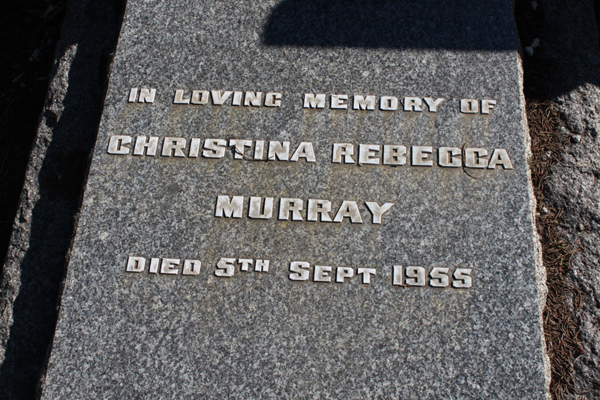 IN LOVING MEMORY OF
CHRISTINA REBECCA
MURRAY
DIED 5TH SEPT 1955